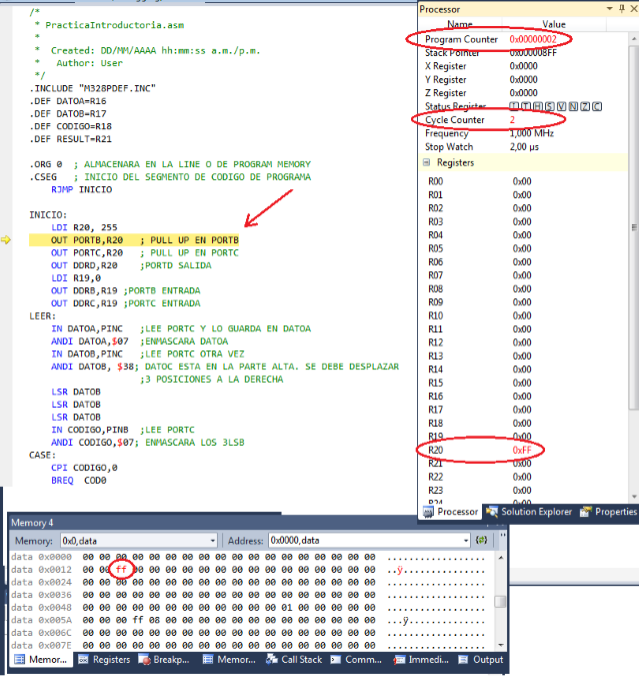 /*
* PracticaIntroductoria.asm
*
* Created: DD/MM/AAAA hh:mm:ss a.m./p.m.
* Author: User
*/
.INCLUDE "M328PDEF.INC"
.DEF DATOA=R16
.DEF DATOB=R17
.DEF CODIGO=R18
.DEF RESULT=R21
.ORG 0 ; ALMACENARA EN LA LINE 0 DE PROGRAM MEMORY
.CSEG ; INICIO DEL SEGMENTO DE CODIGO DE PROGRAMA
RJMP INICIO
INICIO:
LDI R20, 255
OUT PORTB,R20 ; PULL UP EN PORTB
OUT PORTC,R20 ; PULL UP EN PORTC
OUT DDRD,R20 ;PORTD SALIDA
LDI R19,0
OUT DDRB,R19 ;PORTB ENTRADA
OUT DDRC,R19 ;PORTC ENTRADA
LEER:
IN DATOA,PINC ;LEE PORTC Y LO GUARDA EN DATOA
ANDI DATOA,$07 ;ENMASCARA DATOA
IN DATOB,PINC ;LEE PORTC OTRA VEZ
ANDI DATOB, $38; DATOC ESTA EN LA PARTE ALTA. SE DEBE DESPLAZAR
;3 POSICIONES A LA DERECHA
LSR DATOB
LSR DATOB
LSR DATOB
IN CODIGO,PINB ;LEE PORTC
ANDI CODIGO,$07; ENMASCARA LOS 3LSB
CASE:
CPI CODIGO,0
BREQ COD0
Processor
Name Value
Program Counter 0x00000002
Stack Pointer 0x000008FF
X Register 0x0000
Y Register 0x0000
Z Register 0x0000
Status Register I T H S V N Z C
Cycle Counter 2
Frequency 1,000 MHz
Stop Watch 2,00 µs
Registers
R00 0x00
R01 0x00
R02 0x00
R03 0x00
R04 0x00
R05 0x00
R06 0x00
R07 0x00
R08 0x00
R09 0x00
R10 0x00
R11 0x00
R12 0x00
R13 0x00
R14 0x00
R15 0x00
R16 0x00
R17 0x00
R18 0x00
R19 0x00
R20 0xFF
R21 0x00
R22 0x00
R23 0x00
R24 0x00
Processor Solution Explorer Properties
Memory 4
Memory: 0x0,data Address: 0x0000,data
data 0x0000 00 00 00 00 00 00 00 00 00 00 00 00 00 00 00 00 00 00 ..................
data 0x0012 00 00 ff 00 00 00 00 00 00 00 00 00 00 00 00 00 00 00 ..ÿ...............
data 0x0024 00 00 00 00 00 00 00 00 00 00 00 00 00 00 00 00 00 00 ..................
data 0x0036 00 00 00 00 00 00 00 00 00 00 00 00 00 00 00 00 00 00 ..................
data 0x0048 00 00 00 00 00 00 00 00 00 00 00 00 01 00 00 00 00 00 ..................
data 0x005A 00 00 00 ff 08 00 00 00 00 00 00 00 00 00 00 00 00 00 ...ÿ..............
data 0x006C 00 00 00 00 00 00 00 00 00 00 00 00 00 00 00 00 00 00 ..................
data 0x007E 00 00 00 00 00 00 00 00 00 00 00 00 00 00 00 00 00 00 ..................
Memor... Registers Breakp... Memor... Call Stack Comm... Immedi... Output